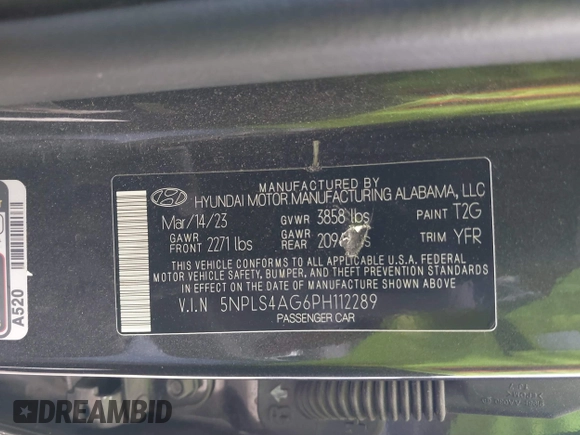 MANUFACTURED BY
HYUNDAI MOTOR MANUFACTURING ALABAMA, LLC
Mar/14/23 GVWR 3858 lbs PAINT T2G
GAWR FRONT 2271 lbs GAWR REAR TRIM YFR
THIS VEHICLE CONFORMS TO ALL APPLICABLE U.S.A. FEDERAL
MOTOR VEHICLE SAFETY, BUMPER, AND THEFT PREVENTION STANDARDS
IN EFFECT ON THE DATE OF MANUFACTURE SHOWN ABOVE.
V.I.N 5NPLS4AG6PH112289
PASSENGER CAR
A520
DREAMBID